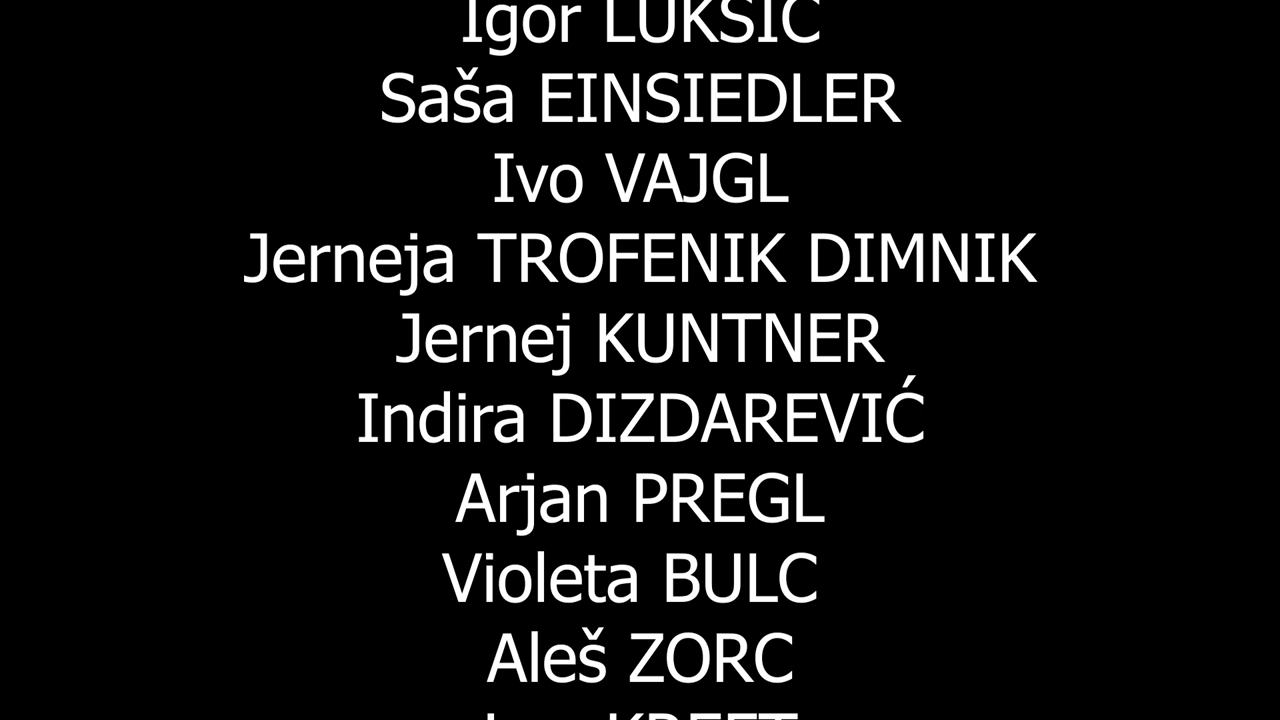 Igor LUKSIC
Saša EINSIEDLER
Ivo VAJGL
Jerneja TROFENIK DIMNIK
Jernej KUNTNER
Indira DIZDAREVIĆ
Arjan PREGL
Violeta BULC
Aleš ZORC
KREFT